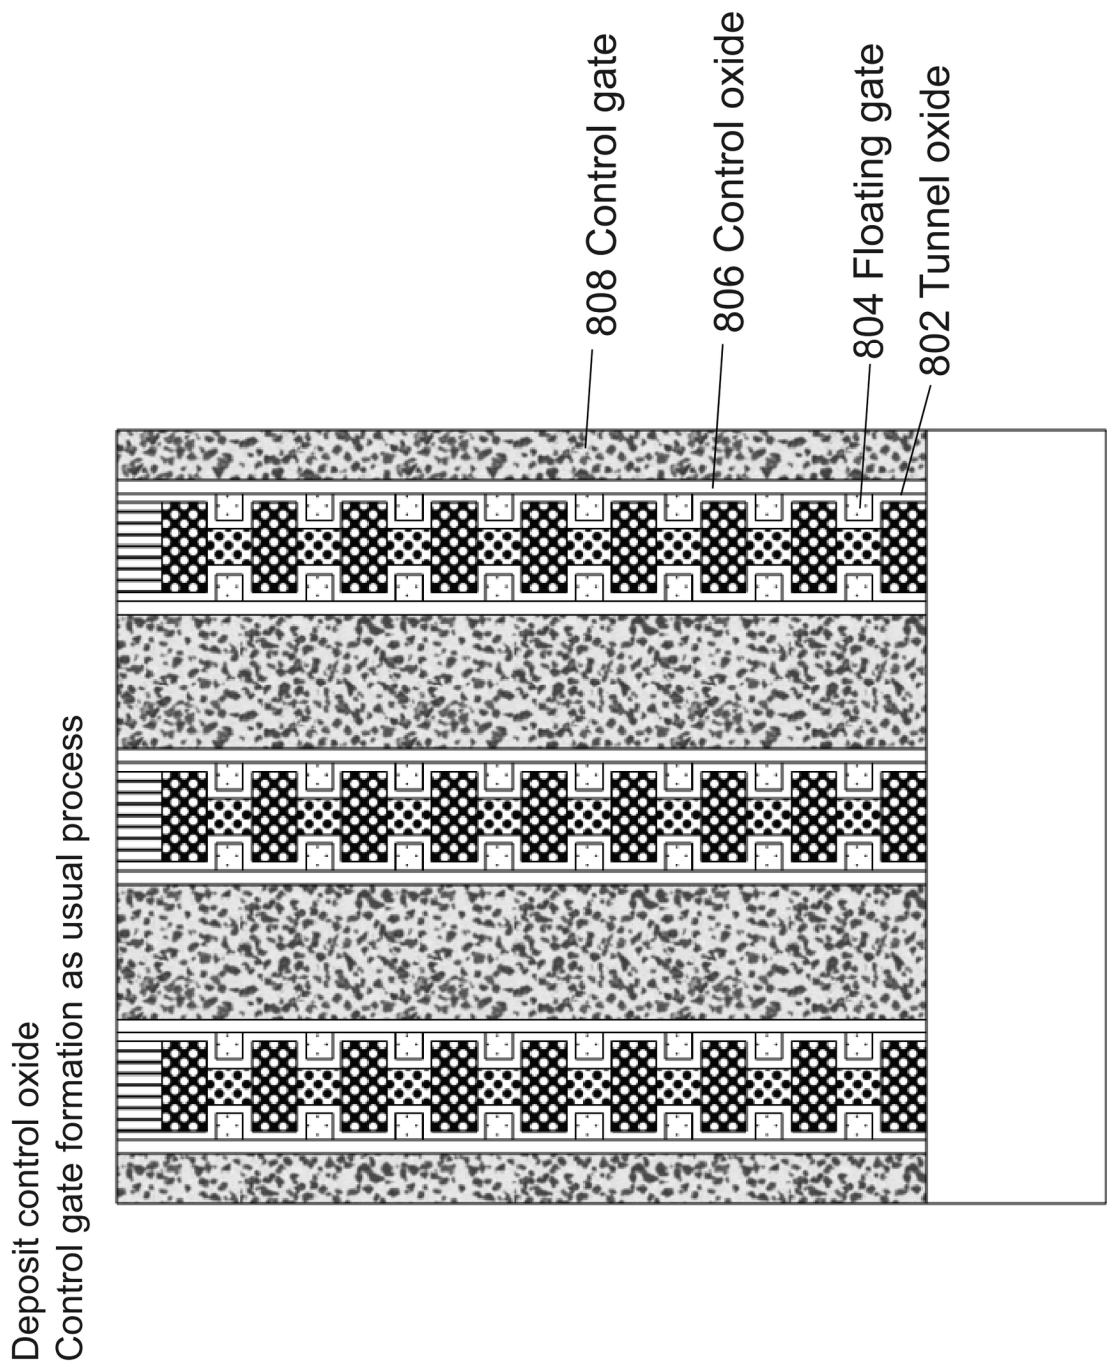 Deposit control oxide
Control gate formation as usual process
808 Control gate
806 Control oxide
804 Floating gate
802 Tunnel oxide